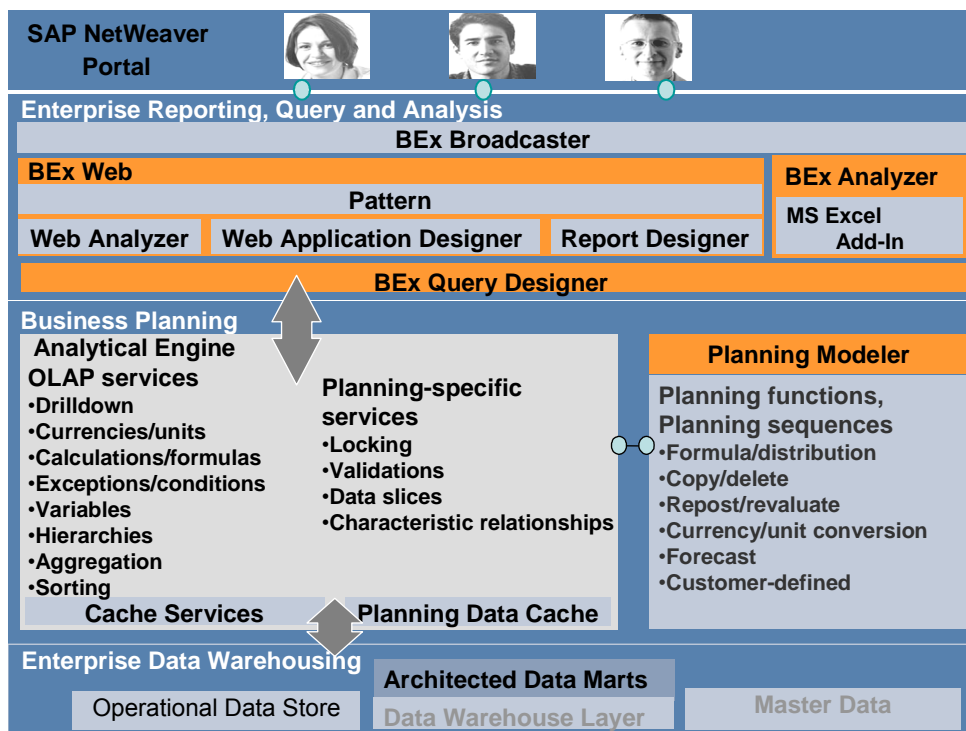 SAP NetWeaver
Portal
Enterprise Reporting, Query and Analysis
BEx Broadcaster
BEx Web
Pattern
Web Analyzer
Web Application Designer
Report Designer
BEx Analyzer
MS Excel
Add-In
BEx Query Designer
Business Planning
Analytical Engine
OLAP services
•Drilldown
•Currencies/units
•Calculations/formulas
•Exceptions/conditions
•Variables
•Hierarchies
•Aggregation
•Sorting
Planning-specific
services
•Locking
•Validations
•Data slices
•Characteristic relationships
Cache Services
Planning Data Cache
Planning Modeler
Planning functions,
Planning sequences
•Formula/distribution
•Copy/delete
•Repost/revaluate
•Currency/unit conversion
•Forecast
•Customer-defined
Enterprise Data Warehousing
Operational Data Store
Architected Data Marts
Data Warehouse Layer
Master Data